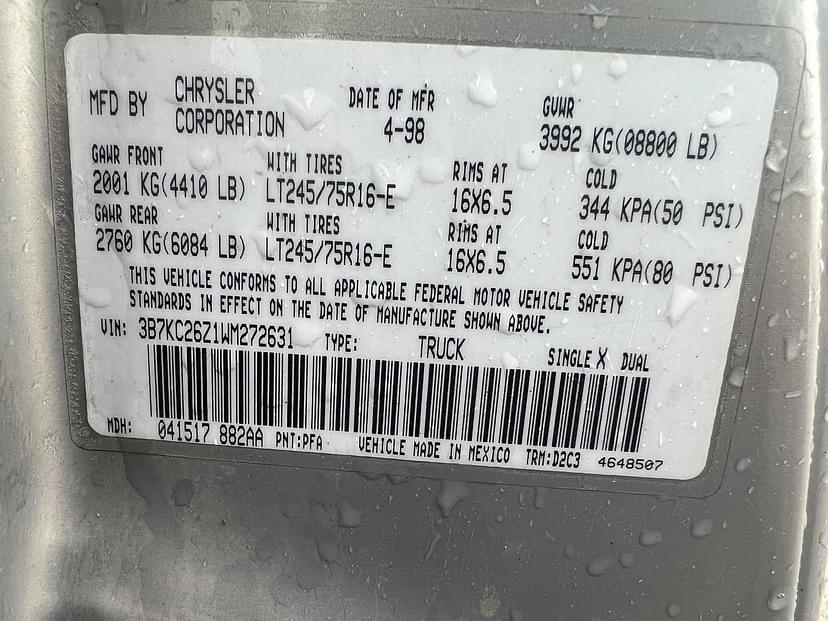 MFD BY CHRYSLER CORPORATION DATE OF MFR 4-98 GVWR 3992 KG(08800 LB)
GAWR FRONT WITH TIRES RIMS AT COLD
2001 KG(4410 LB) LT245/75R16-E 16X6.5 344 KPA(50 PSI)
GAWR REAR WITH TIRES RIMS AT COLD
2760 KG(6084 LB) LT245/75R16-E 16X6.5 551 KPA(80 PSI)
THIS VEHICLE CONFORMS TO ALL APPLICABLE FEDERAL MOTOR VEHICLE SAFETY
STANDARDS IN EFFECT ON THE DATE OF MANUFACTURE SHOWN ABOVE.
VIN: 3B7KC26Z1WM272631 TYPE: TRUCK SINGLE X DUAL
MDH: 041517 882AA PNT:PFA VEHICLE MADE IN MEXICO TRM:D2C3 4648507